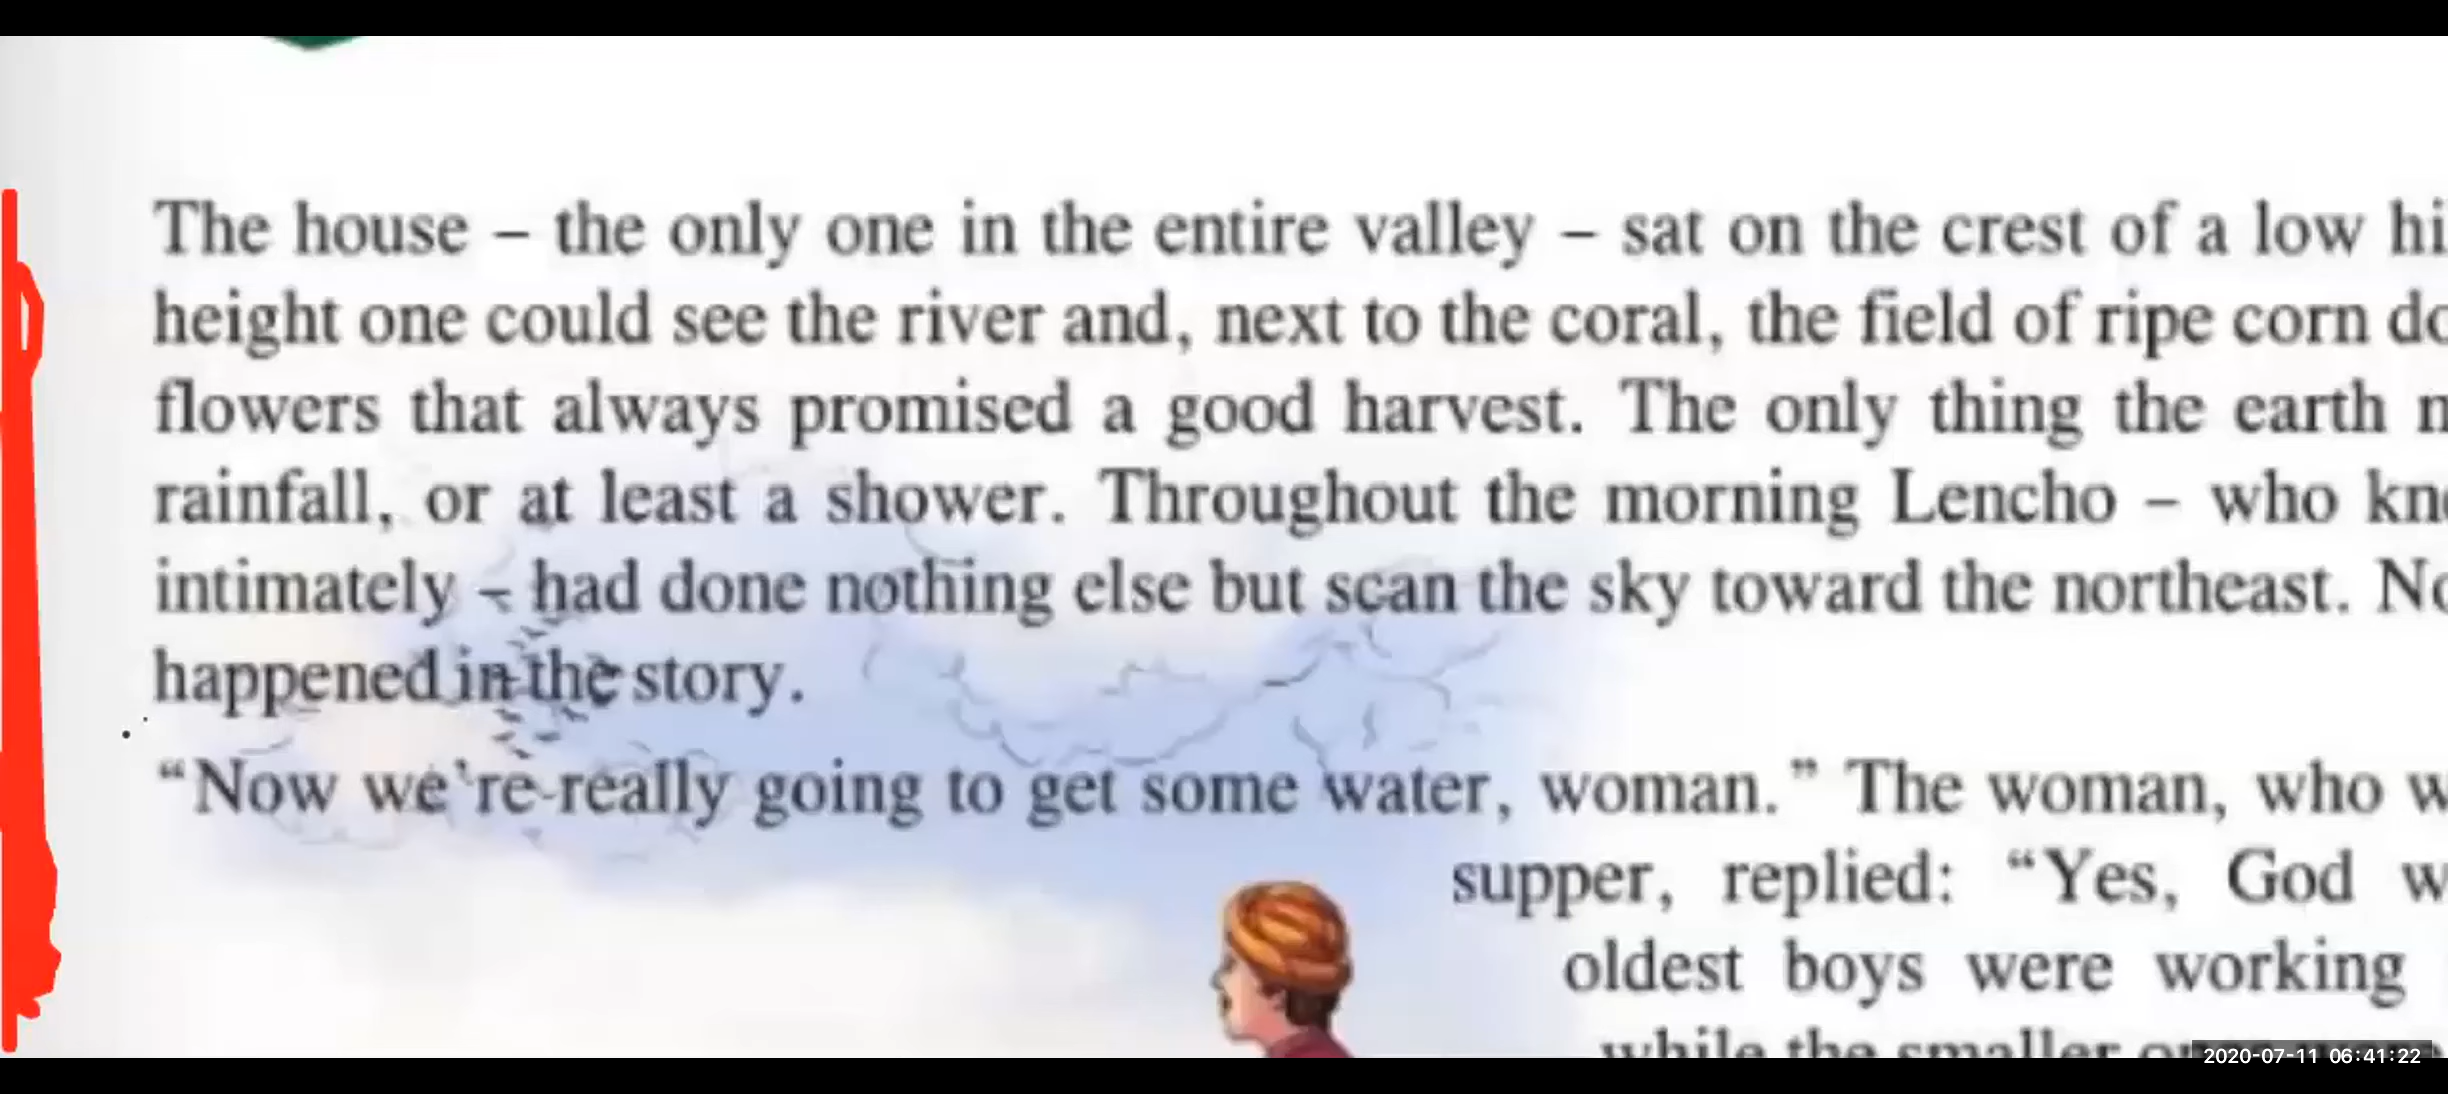 The house – the only one in the entire valley – sat on the crest of a low
height one could see the river and, next to the coral, the field of ripe corn
flowers that always promised a good harvest. The only thing the earth
rainfall, or at least a shower. Throughout the morning Lencho – who
intimately – had done nothing else but scan the sky toward the northeast.
happened in the story.
“Now we're really going to get some water, woman.” The woman, who
supper, replied: “Yes, God
oldest boys were working
while the smaller
2020-07-11 06:41:22